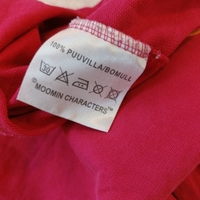 100% PUUVILLA/BOMULL
© MOOMIN CHARACTERS™